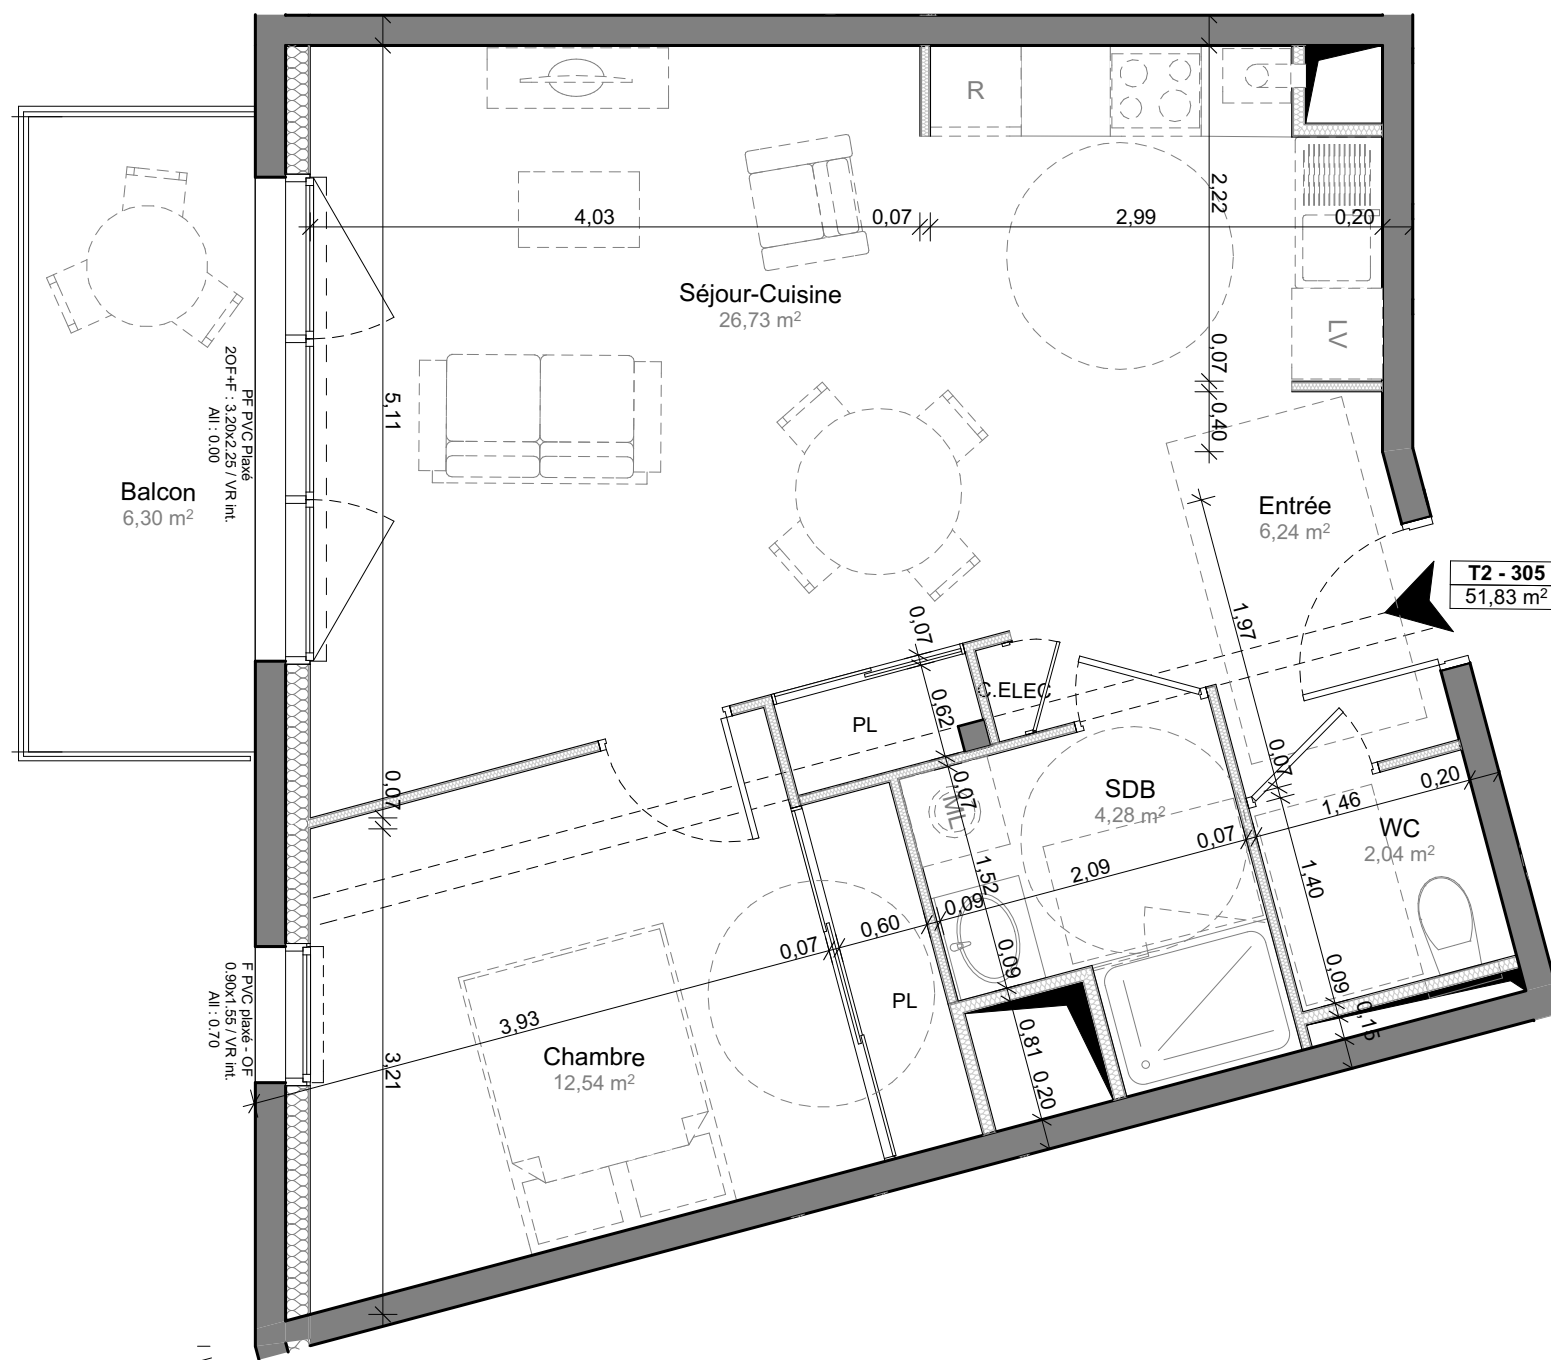 R
2,22
4,03
0,07
2,99
0,20
Séjour-Cuisine
26,73 m²
LV
0,07
0,40
5,11
PF PVC Plaxé
2OF+F : 3.20x2.25 / VR int.
All : 0.00
Balcon
6,30 m²
Entrée
6,24 m²
T2 - 305
51,83 m²
1,97
0,07
C.ELEC
0,62
PL
0,07
0,07
ML
SDB
4,28 m²
0,07
0,20
1,46
WC
2,04 m²
0,07
2,09
1,52
1,40
0,09
0,60
0,07
0,09
0,09
0,15
F PVC plaxé - OF
0.90x1.55 / VR int.
All : 0.70
3,93
PL
0,81
0,20
Chambre
12,54 m²
3,21